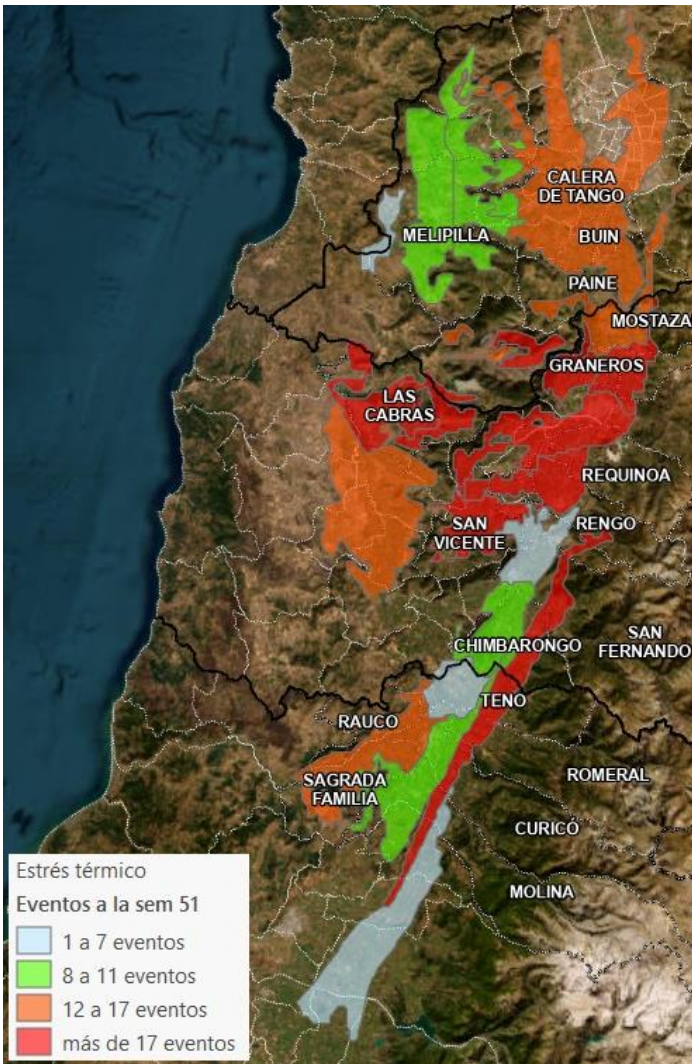 CALERA
DE TANGO
MELIPILLA
BUIN
PAINE
MOSTAZA
GRANEROS
LAS
CABRAS
REQUINOA
SAN
VICENTE
RENGO
CHIMBARONGO
SAN
FERNANDO
TENO
RAUCO
ROMERAL
SAGRADA
FAMILIA
CURICÓ
MOLINA
Estrés térmico
Eventos a la sem 51
1 a 7 eventos
8 a 11 eventos
12 a 17 eventos
más de 17 eventos